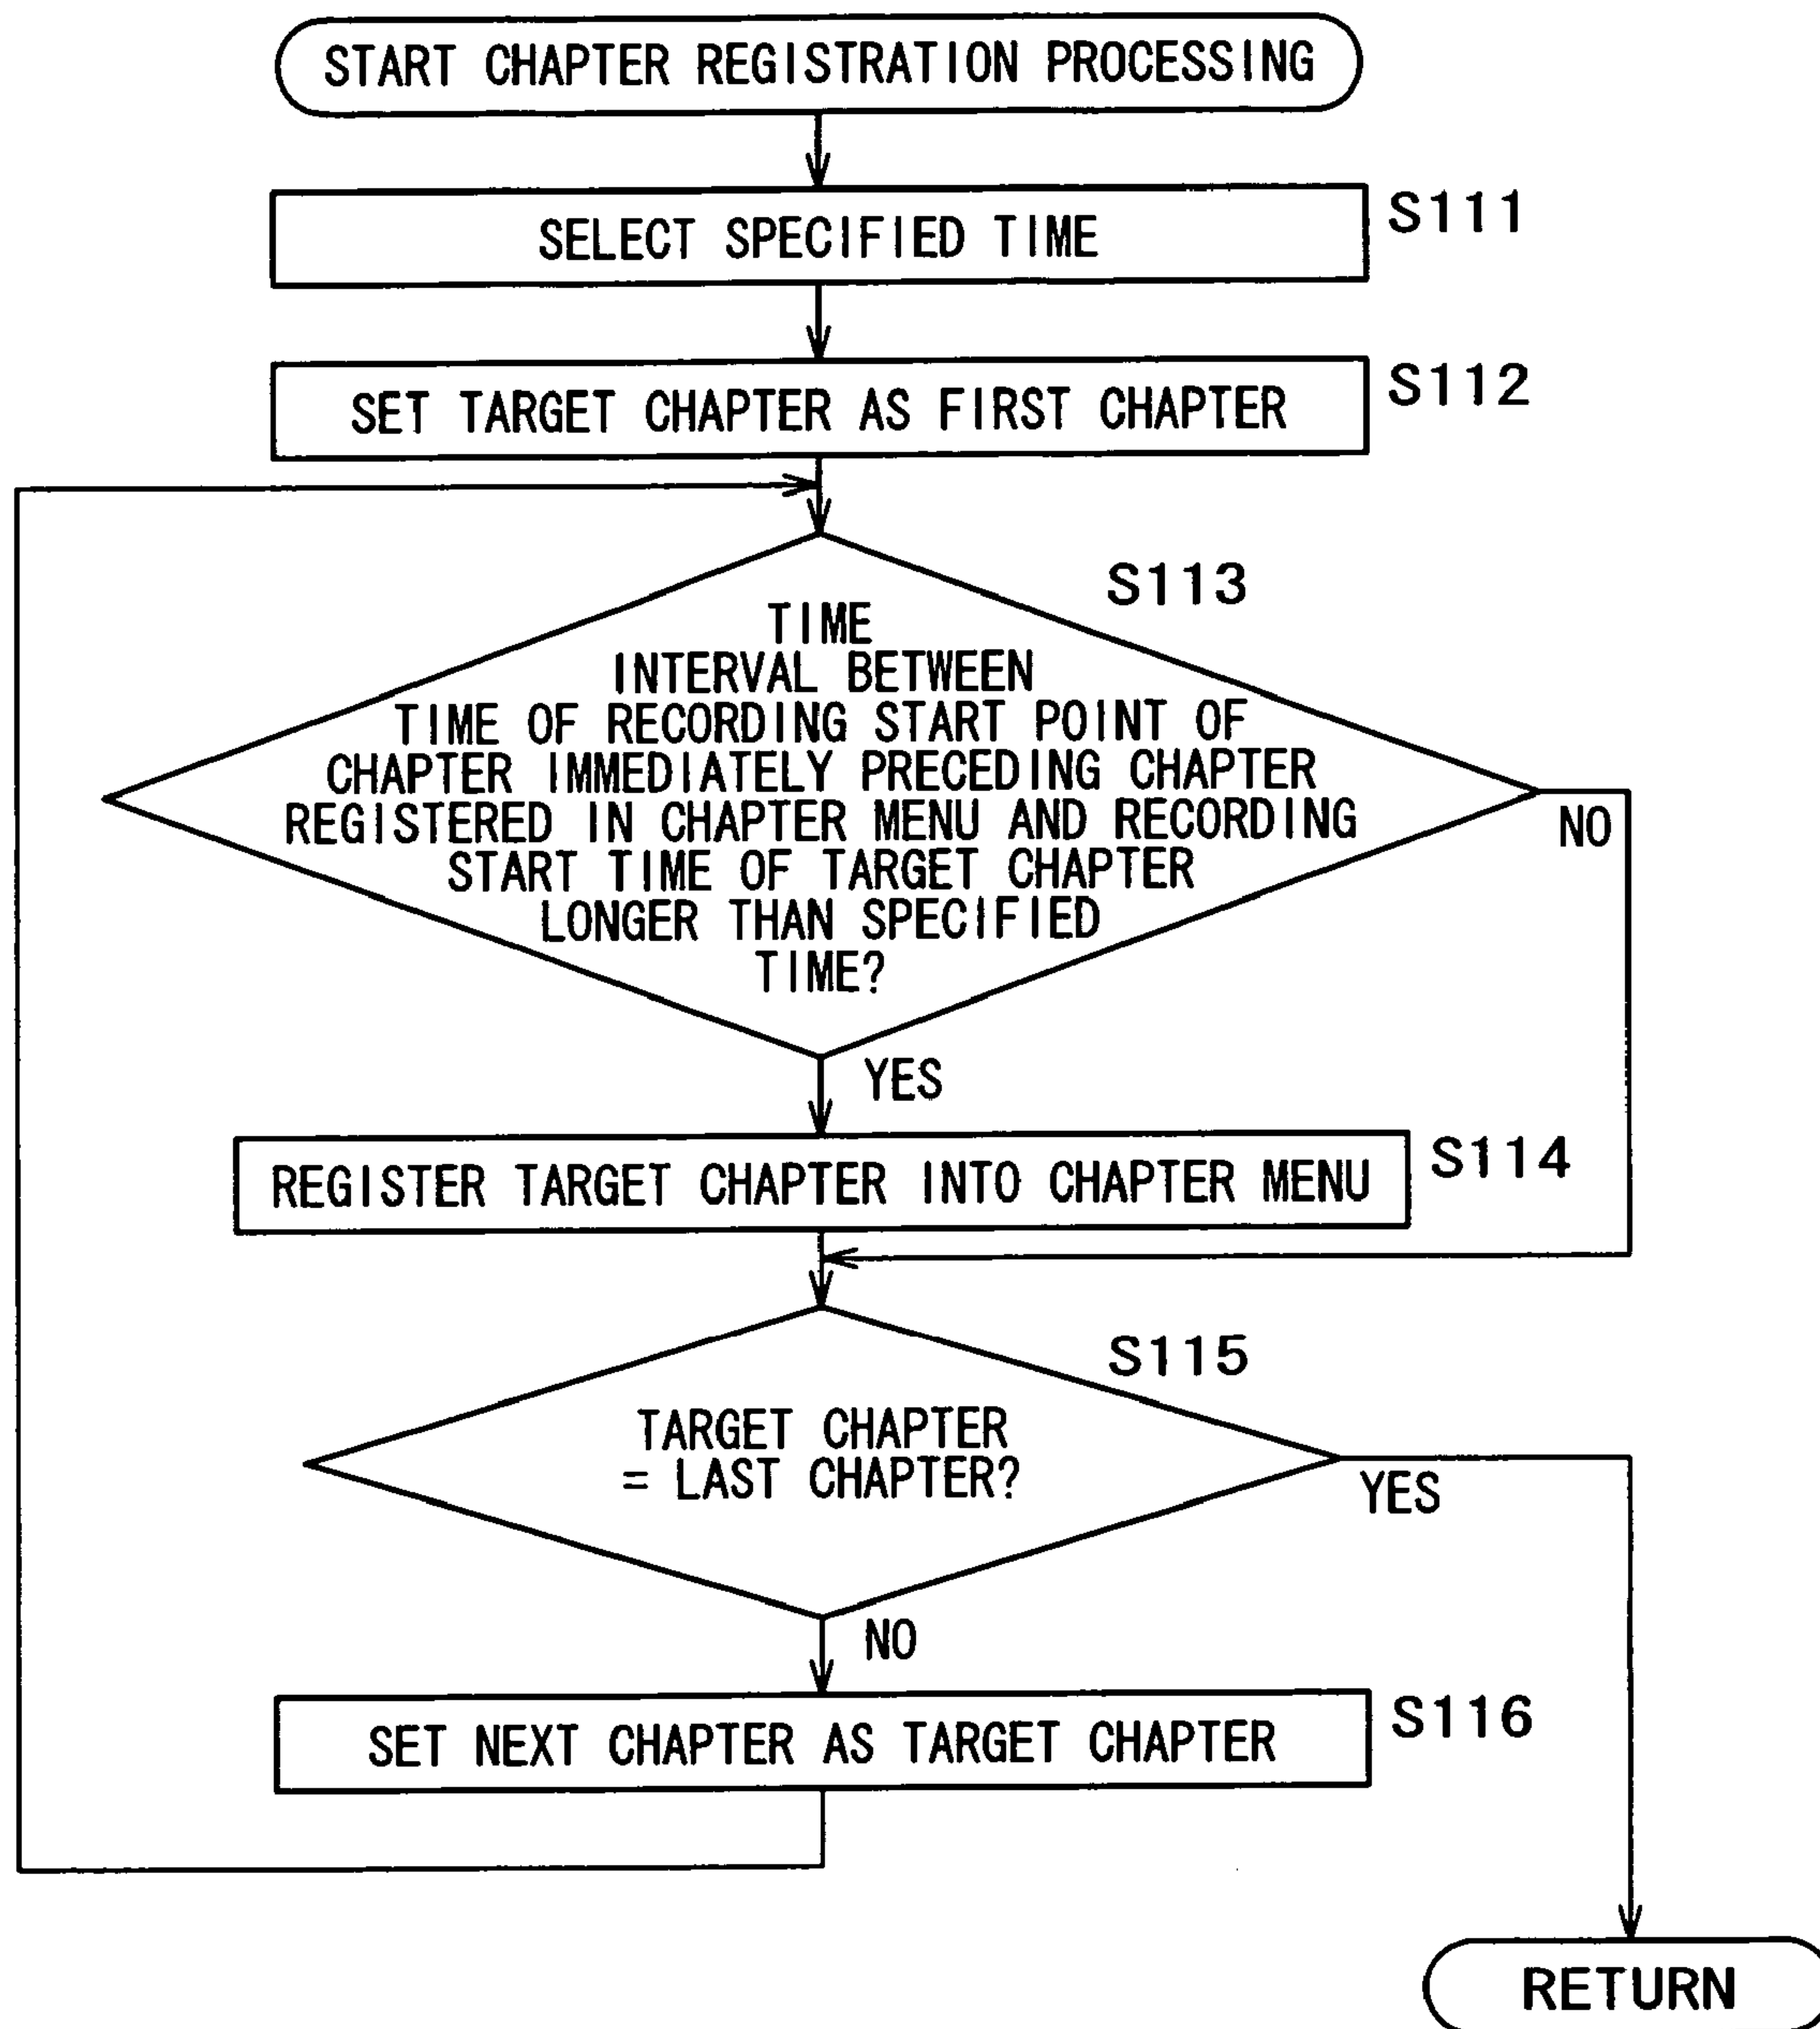 START CHAPTER REGISTRATION PROCESSING
SELECT SPECIFIED TIME
S111
SET TARGET CHAPTER AS FIRST CHAPTER
S112
S113
TIME
INTERVAL BETWEEN
TIME OF RECORDING START POINT OF
CHAPTER IMMEDIATELY PRECEDING CHAPTER
REGISTERED IN CHAPTER MENU AND RECORDING
START TIME OF TARGET CHAPTER
LONGER THAN SPECIFIED
TIME?
NO
YES
REGISTER TARGET CHAPTER INTO CHAPTER MENU
S114
S115
TARGET CHAPTER
= LAST CHAPTER?
YES
NO
SET NEXT CHAPTER AS TARGET CHAPTER
S116
RETURN